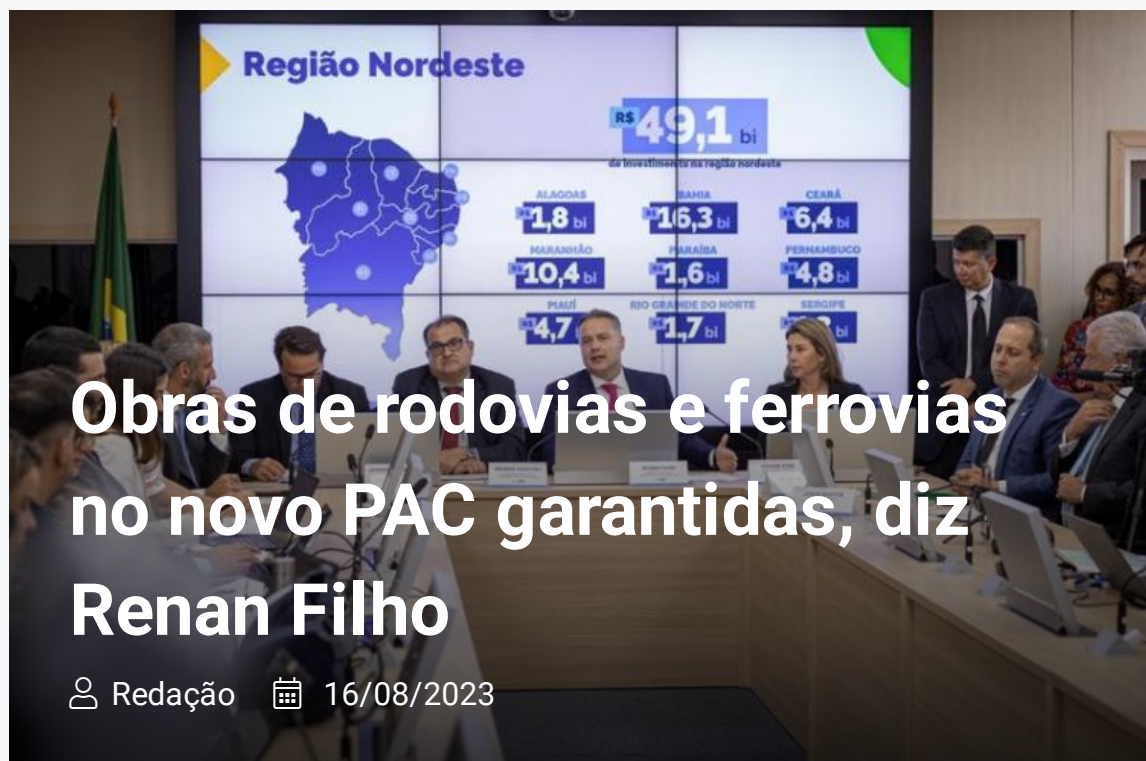 Região Nordeste
R$ 49,1 bi
de investimento na região nordeste
ALAGOAS BAHIA CEARÁ
R$ 1,8 bi R$ 16,3 bi R$ 6,4 bi
MARANHÃO PARAÍBA PERNAMBUCO
R$ 10,4 bi R$ 1,6 bi R$ 4,8 bi
PIAUÍ RIO GRANDE DO NORTE SERGIPE
R$ 4,7 R$ 1,7 bi bi
Obras de rodovias e ferrovias
no novo PAC garantidas, diz
Renan Filho
Redação 16/08/2023